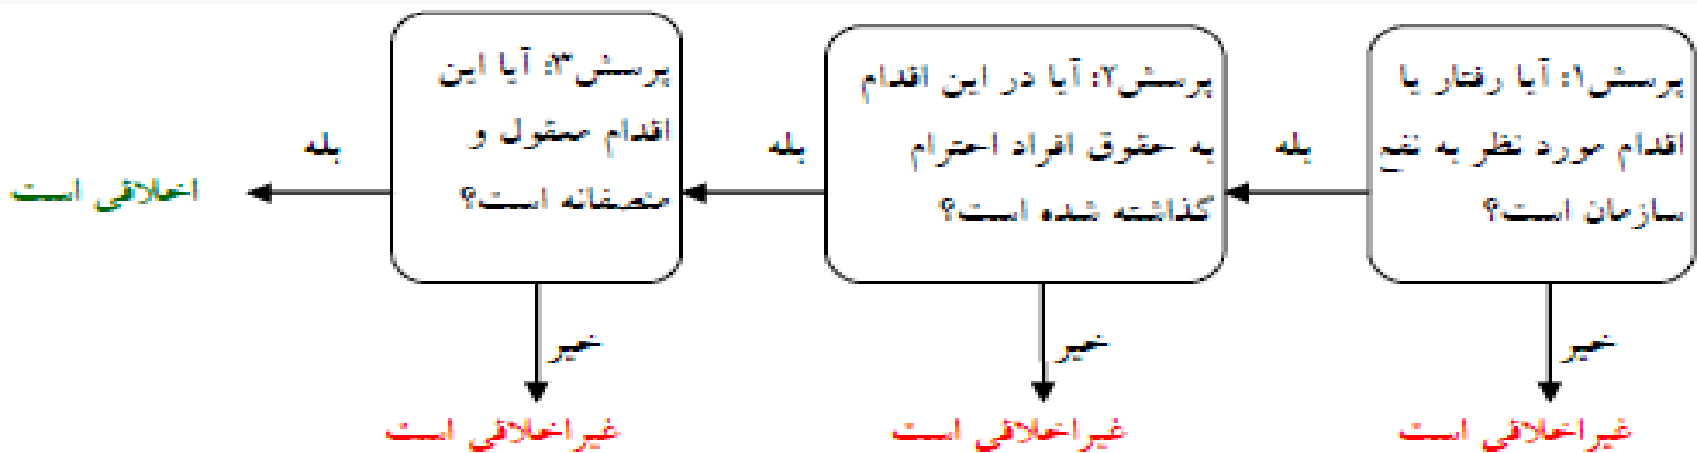 پرسش۱: آیا رفتار یا
اقدام مورد نظر به نفع
سازمان است؟
بله
خیر
غیراخلاقی است
پرسش۲: آیا در این اقدام
به حقوق افراد احترام
گذاشته شده است؟
بله
خیر
غیراخلاقی است
پرسش۳: آیا این
اقدام معقول و
منصفانه است؟
بله
خیر
غیراخلاقی است
اخلاقی است